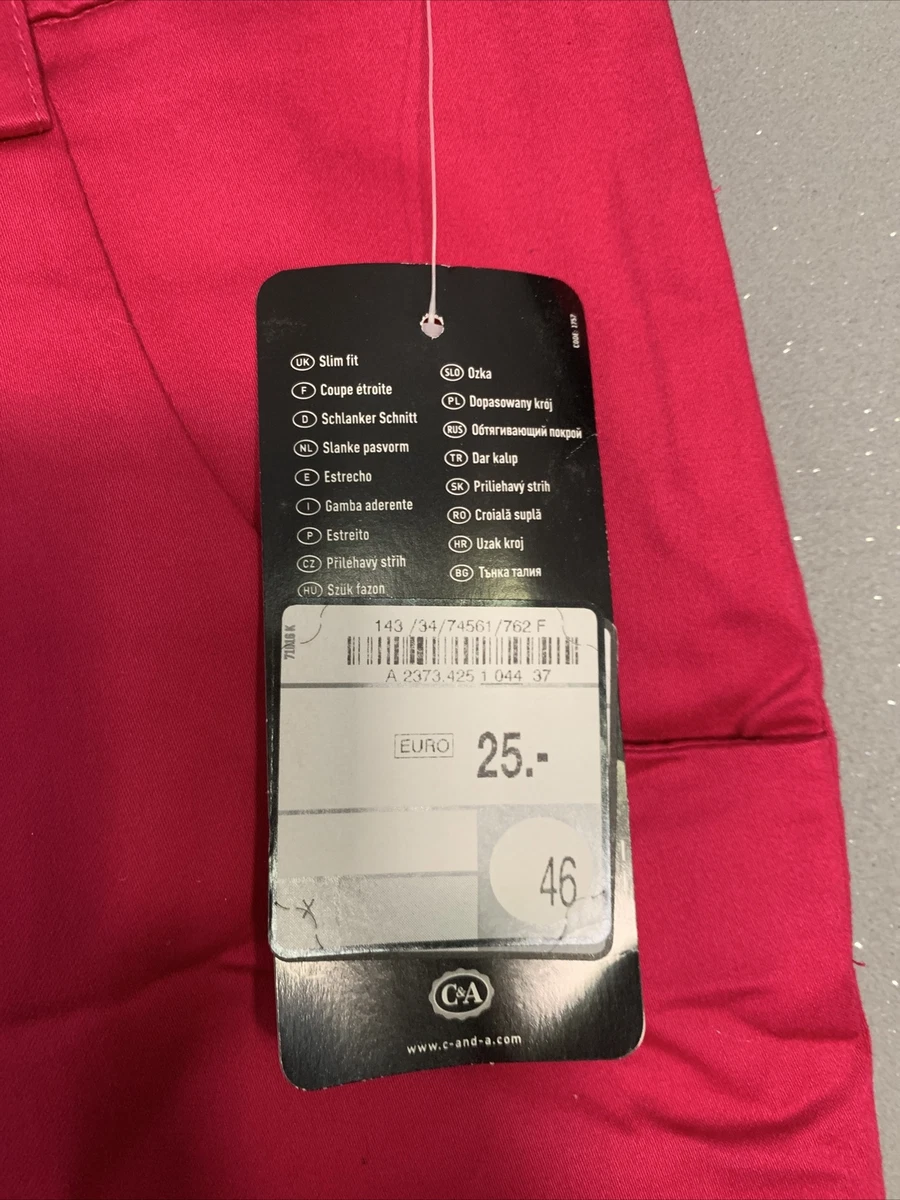 CODE: 1757
UK Slim fit
F Coupe étroite
D Schlanker Schnitt
NL Slanke pasvorm
E Estrecho
I Gamba aderente
P Estreito
CZ Přiléhavý střih
HU Szűk fazon
SLO Ozka
PL Dopasowany krój
RUS Обтягивающий покрой
TR Dar kalıp
SK Priliehavý strih
RO Croială suplă
HR Uzak kroj
BG Тънка талия
143 /34/74561/762 F
A 2373.425 1 044 37
EURO 25.-
46
C&A
www.c-and-a.com